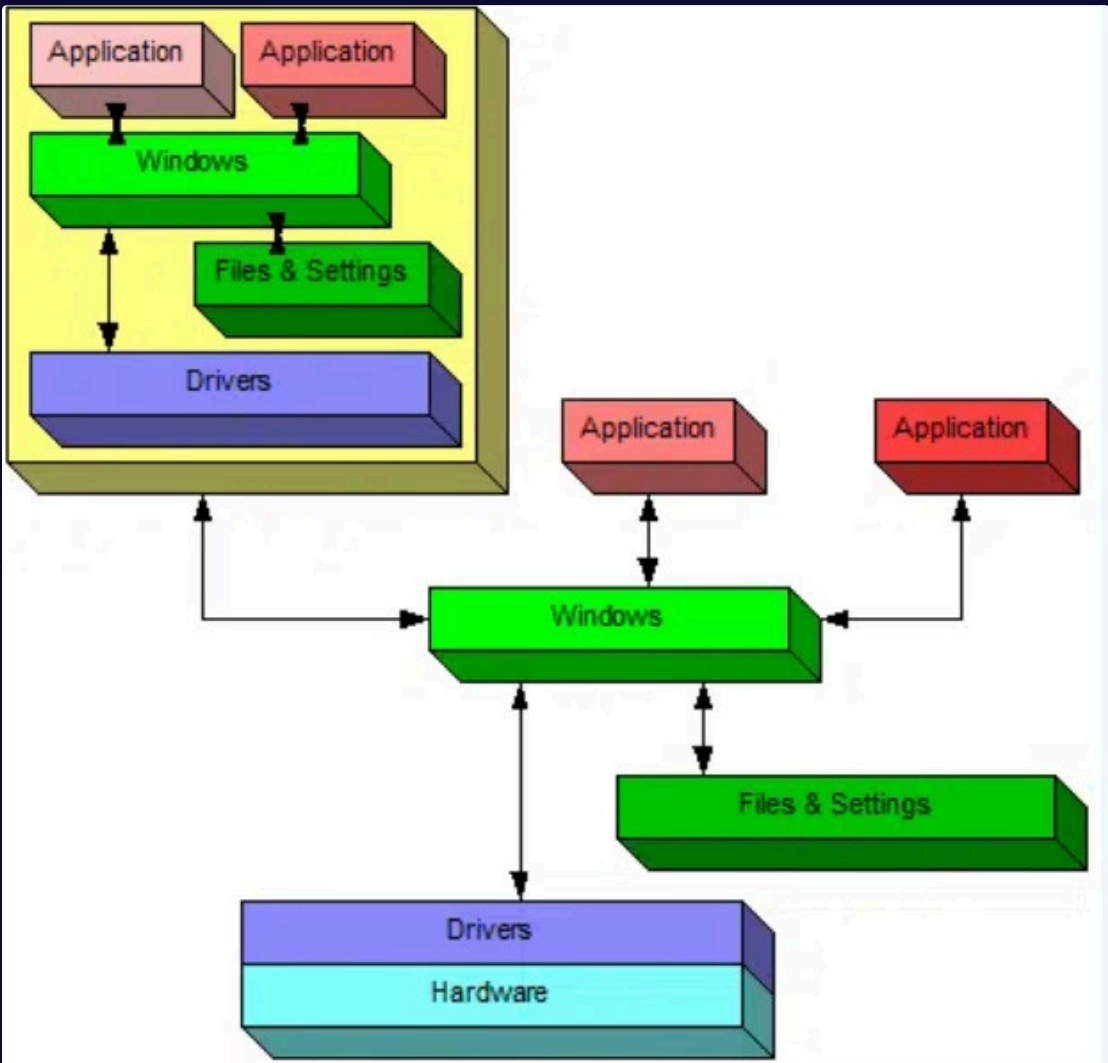 Application
Application
Windows
Files & Settings
Drivers
Application
Application
Windows
Files & Settings
Drivers
Hardware